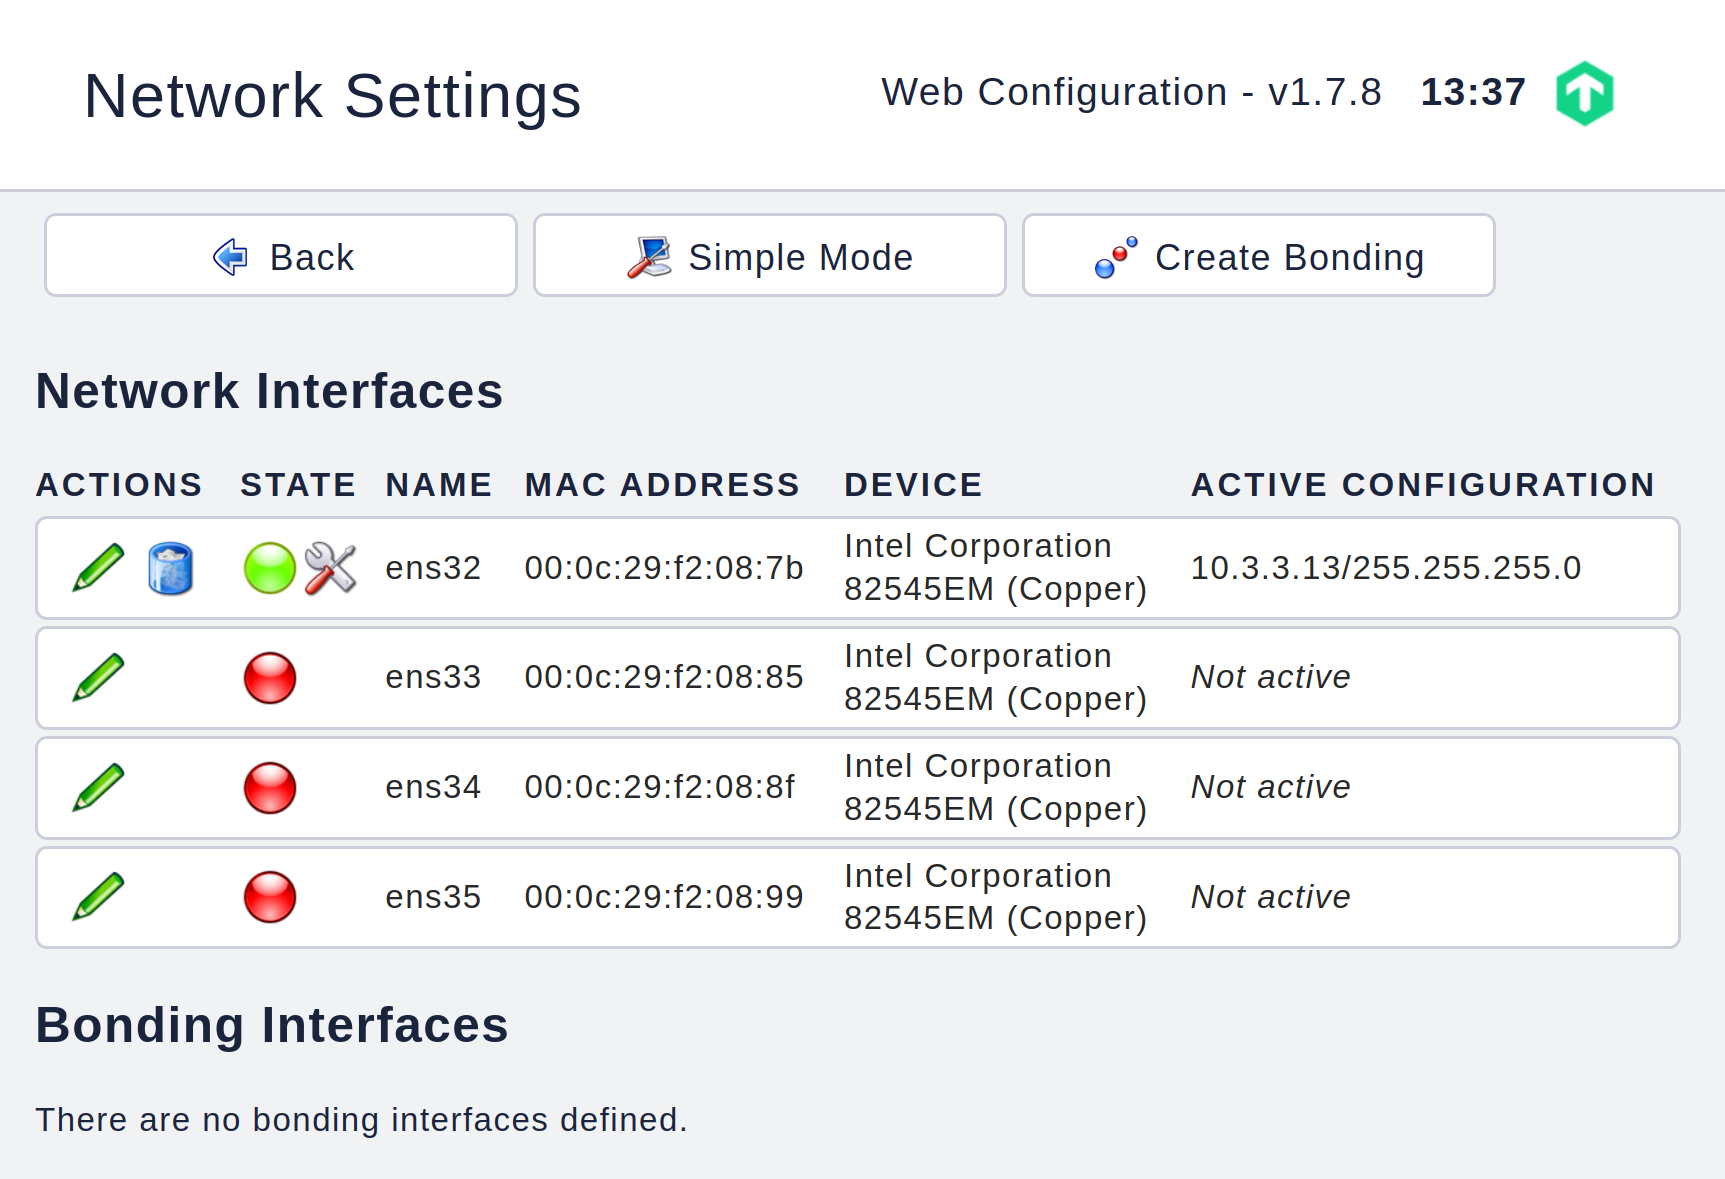 Network Settings
Web Configuration - v1.7.8 13:37
Back
Simple Mode
Create Bonding
Network Interfaces
ACTIONS STATE NAME MAC ADDRESS DEVICE ACTIVE CONFIGURATION
ens32 00:0c:29:f2:08:7b Intel Corporation
82545EM (Copper) 10.3.3.13/255.255.255.0
ens33 00:0c:29:f2:08:85 Intel Corporation
82545EM (Copper) Not active
ens34 00:0c:29:f2:08:8f Intel Corporation
82545EM (Copper) Not active
ens35 00:0c:29:f2:08:99 Intel Corporation
82545EM (Copper) Not active
Bonding Interfaces
There are no bonding interfaces defined.